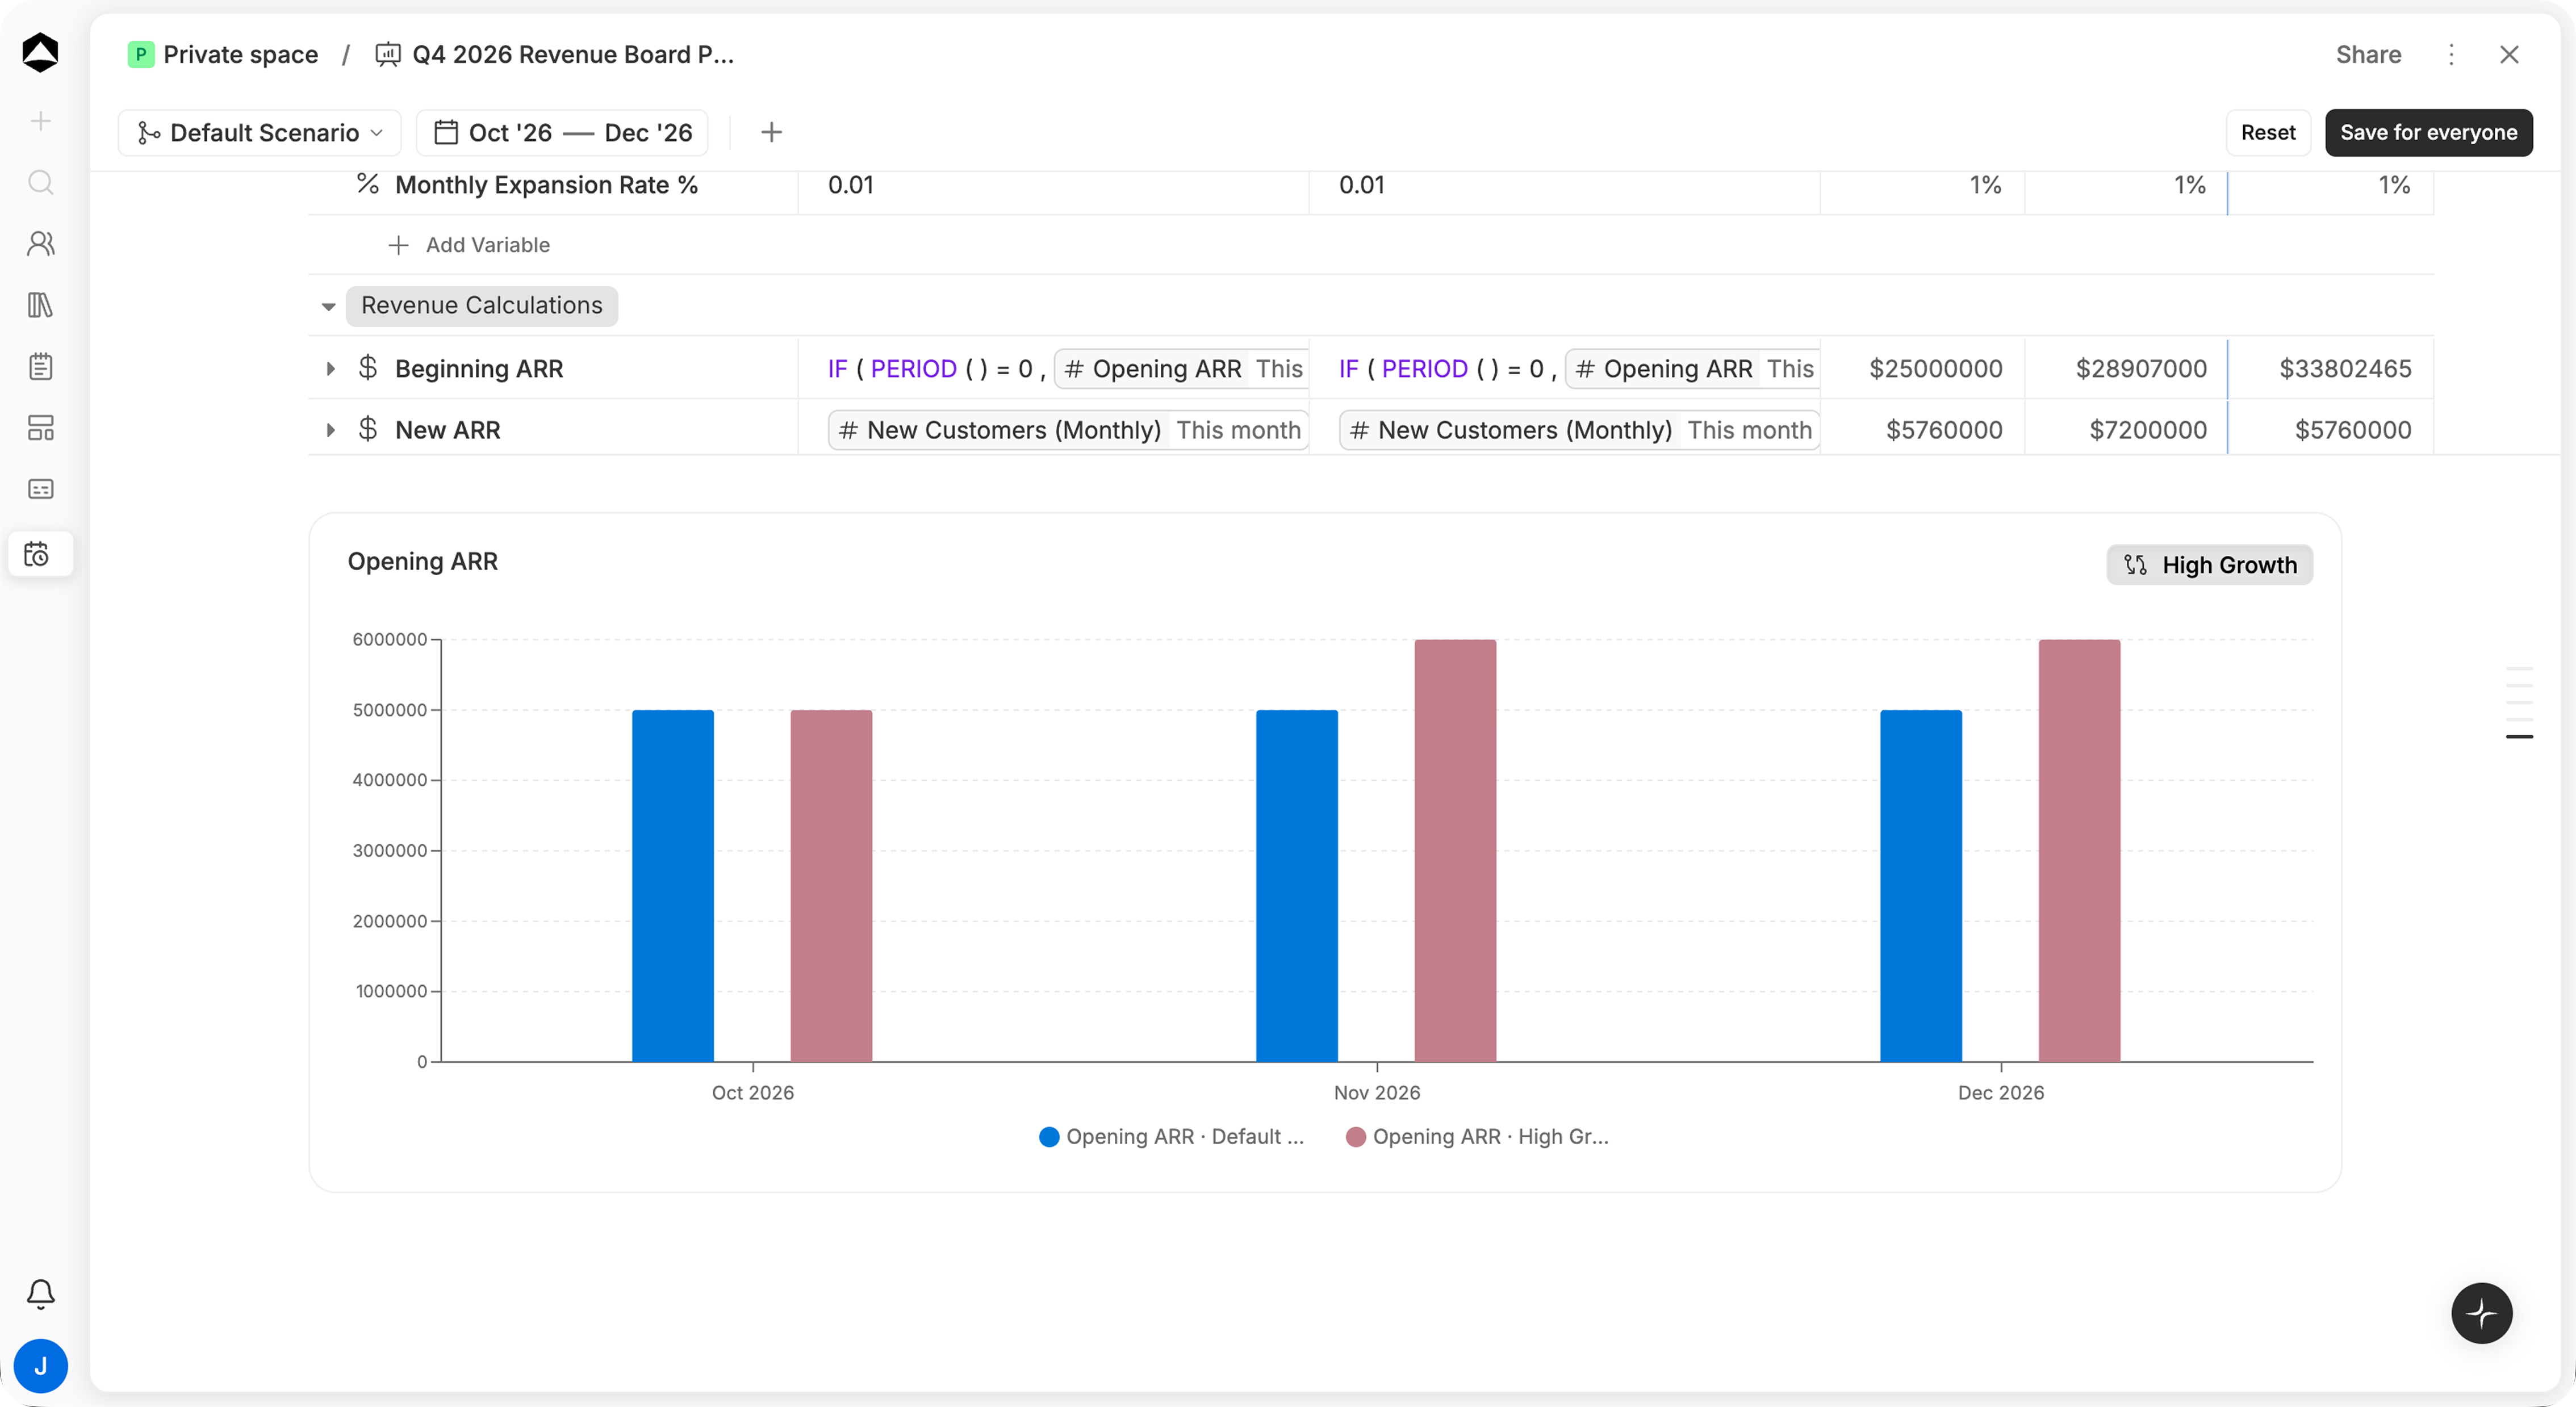 P Private space / Q4 2026 Revenue Board P...
Share
Default Scenario
Oct '26 — Dec '26
Reset
Save for everyone
% Monthly Expansion Rate % 0.01 0.01 1% 1% 1%
+ Add Variable
Revenue Calculations
$ Beginning ARR IF ( PERIOD ( ) = 0 , # Opening ARR This IF ( PERIOD ( ) = 0 , # Opening ARR This $25000000 $28907000 $33802465
$ New ARR # New Customers (Monthly) This month # New Customers (Monthly) This month $5760000 $7200000 $5760000
Opening ARR
High Growth
6000000
5000000
4000000
3000000
2000000
1000000
0
Oct 2026 Nov 2026 Dec 2026
Opening ARR · Default ... Opening ARR · High Gr...
J